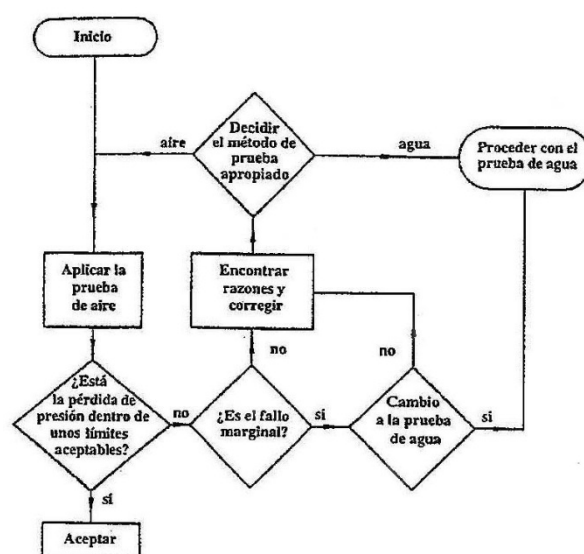 Inicio
Decidir
el método de
prueba
apropiado
aire
agua
Proceder con el
prueba de agua
Aplicar la
prueba
de aire
Encontrar
razones y
corregir
no
no
¿Está
la pérdida de
presión dentro de
unos límites
aceptables?
no
¿Es el fallo
marginal?
sí
Cambio
a la prueba
de agua
si
sí
Aceptar